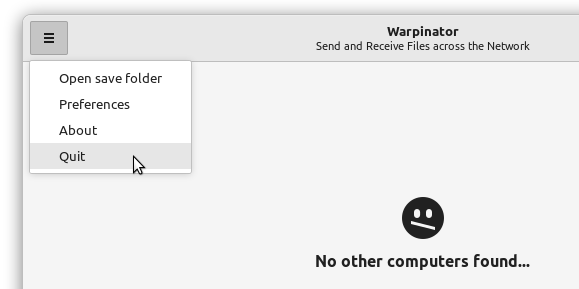 Warpinator
Send and Receive Files across the Network
Open save folder
Preferences
About
Quit
No other computers found...